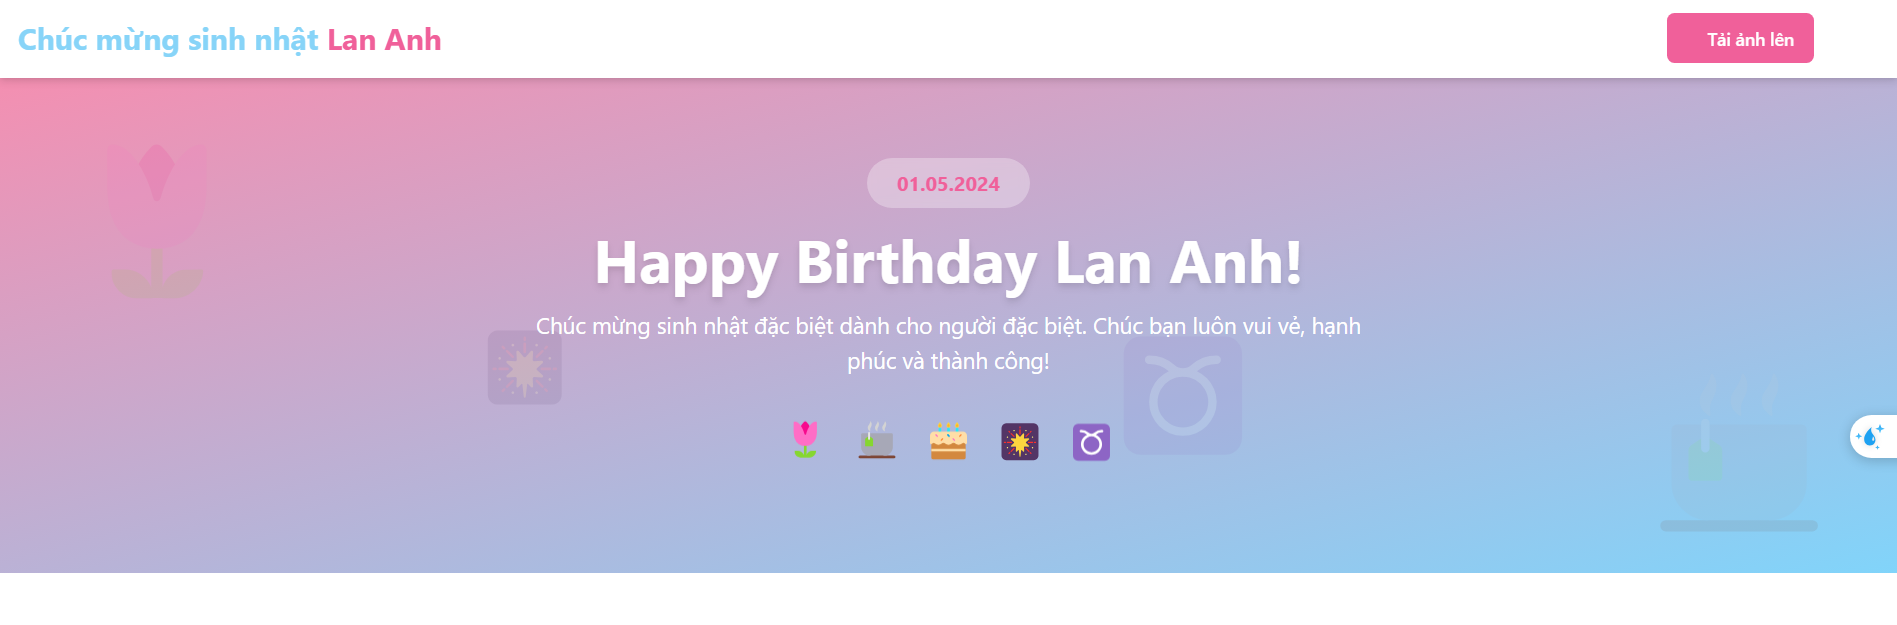 Chúc mừng sinh nhật Lan Anh
Tải ảnh lên
01.05.2024
Happy Birthday Lan Anh!
Chúc mừng sinh nhật đặc biệt dành cho người đặc biệt. Chúc bạn luôn vui vẻ, hạnh
phúc và thành công!